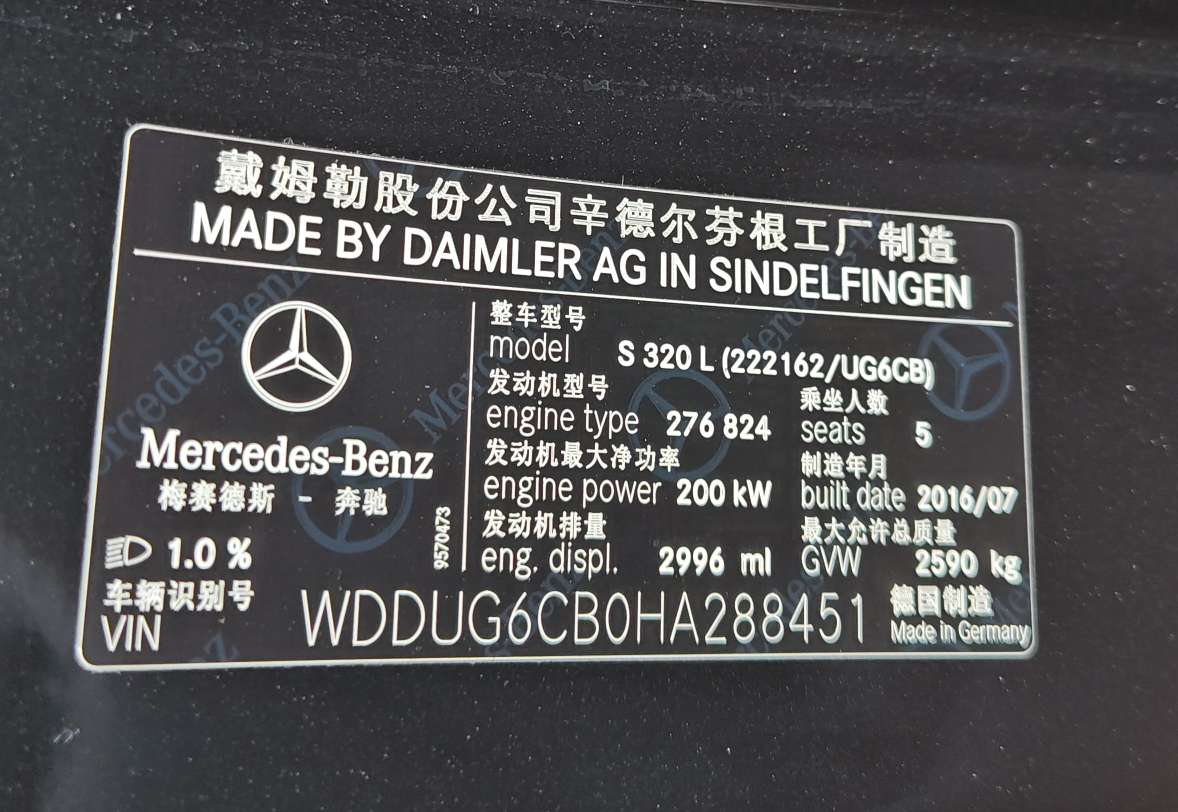 戴姆勒股份公司辛德尔芬根工厂制造
MADE BY DAIMLER AG IN SINDELFINGEN
Mercedes-Benz
梅赛德斯 - 奔驰
9570473
1.0 %
整车型号
model S 320 L (222162/UG6CB)
发动机型号
engine type 276 824
乘坐人数
seats 5
发动机最大净功率
engine power 200 kW
制造年月
built date 2016/07
发动机排量
eng. displ. 2996 ml
最大允许总质量
GVW 2590 kg
车辆识别号
VIN WDDUG6CB0HA288451
德国制造
Made in Germany